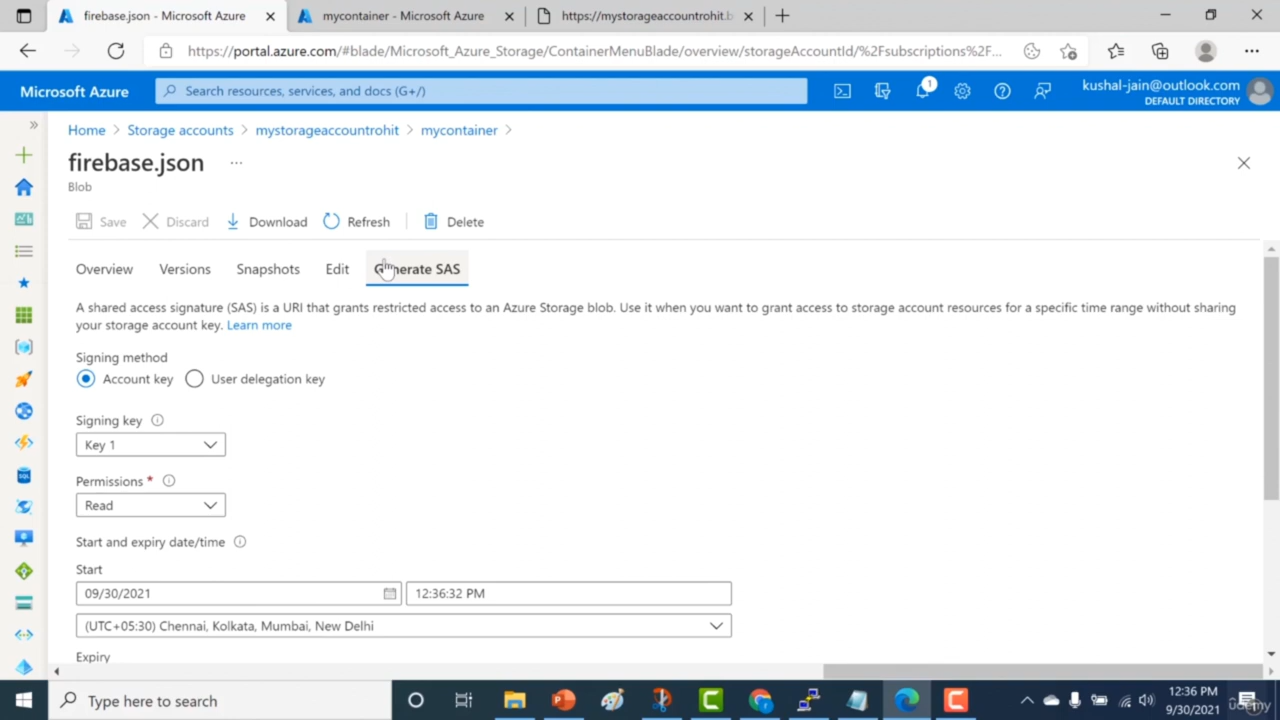 firebase.json - Microsoft Azure
mycontainer - Microsoft Azure
https://mystorageaccountrohit.b
https://portal.azure.com/#blade/Microsoft_Azure_Storage/ContainerMenuBlade/overview/storageAccountId/%2Fsubscriptions%2F...
Microsoft Azure
Search resources, services, and docs (G+/)
1
kushal-jain@outlook.com
DEFAULT DIRECTORY
Home > Storage accounts > mystorageaccountrohit > mycontainer >
firebase.json ...
Blob
Save Discard Download Refresh Delete
Overview Versions Snapshots Edit Generate SAS
A shared access signature (SAS) is a URI that grants restricted access to an Azure Storage blob. Use it when you want to grant access to storage account resources for a specific time range without sharing
your storage account key. Learn more
Signing method
Account key User delegation key
Signing key
Key 1
Permissions *
Read
Start and expiry date/time
Start
09/30/2021 12:36:32 PM
(UTC+05:30) Chennai, Kolkata, Mumbai, New Delhi
Expiry
Type here to search
12:36 PM
9/30/2021
udemy